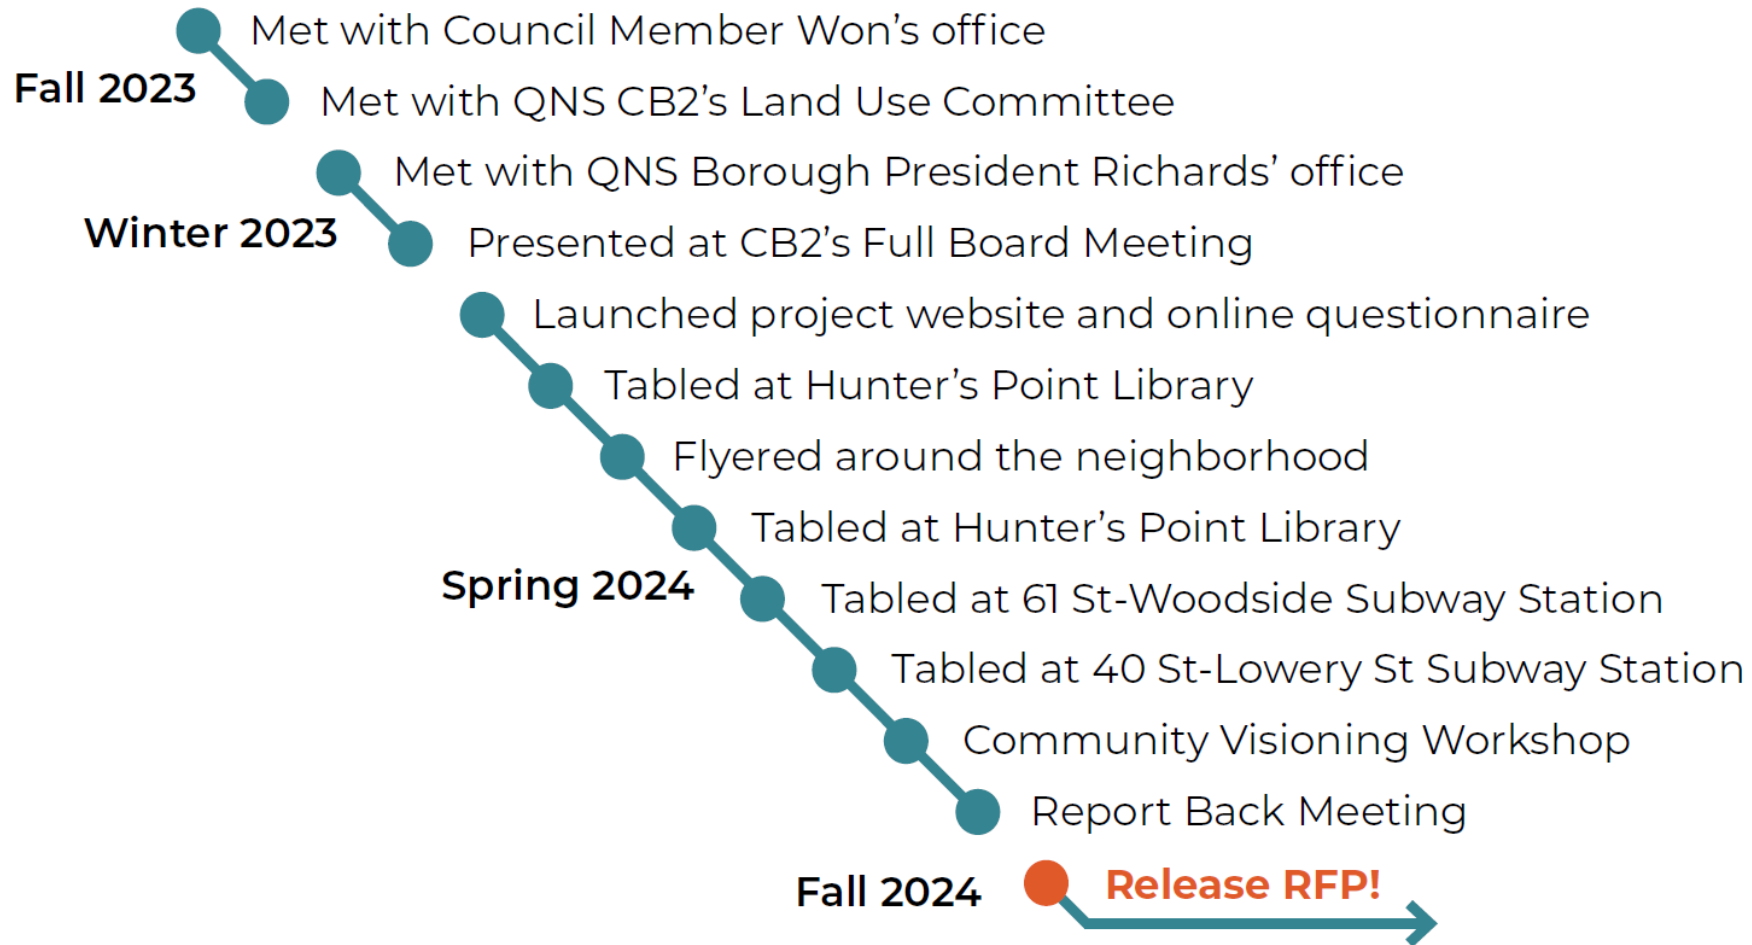 Met with Council Member Won’s office
Fall 2023
Met with QNS CB2’s Land Use Committee
Met with QNS Borough President Richards’ office
Winter 2023
Presented at CB2’s Full Board Meeting
Launched project website and online questionnaire
Tabled at Hunter’s Point Library
Flyered around the neighborhood
Tabled at Hunter’s Point Library
Spring 2024
Tabled at 61 St-Woodside Subway Station
Tabled at 40 St-Lowery St Subway Station
Community Visioning Workshop
Report Back Meeting
Fall 2024
Release RFP!